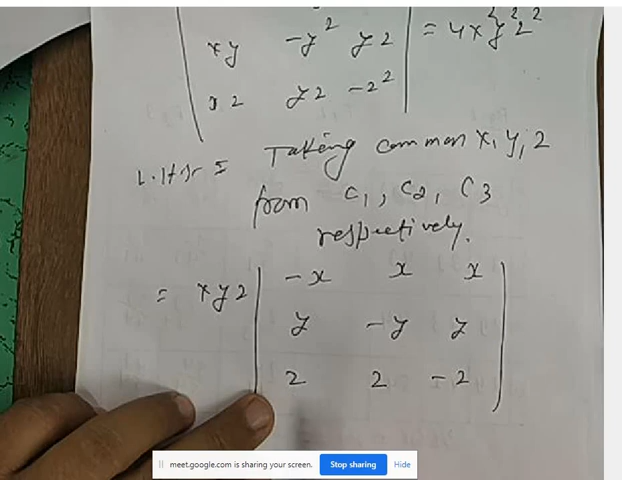 xy -y² yz = 4x²y²z²
xz yz -z²
L.H.S = Taking common x, y, z
from C1, C2, C3
respectively.
= xyz | -x x x |
y -y y
z z -z
meet.google.com is sharing your screen. Stop sharing Hide